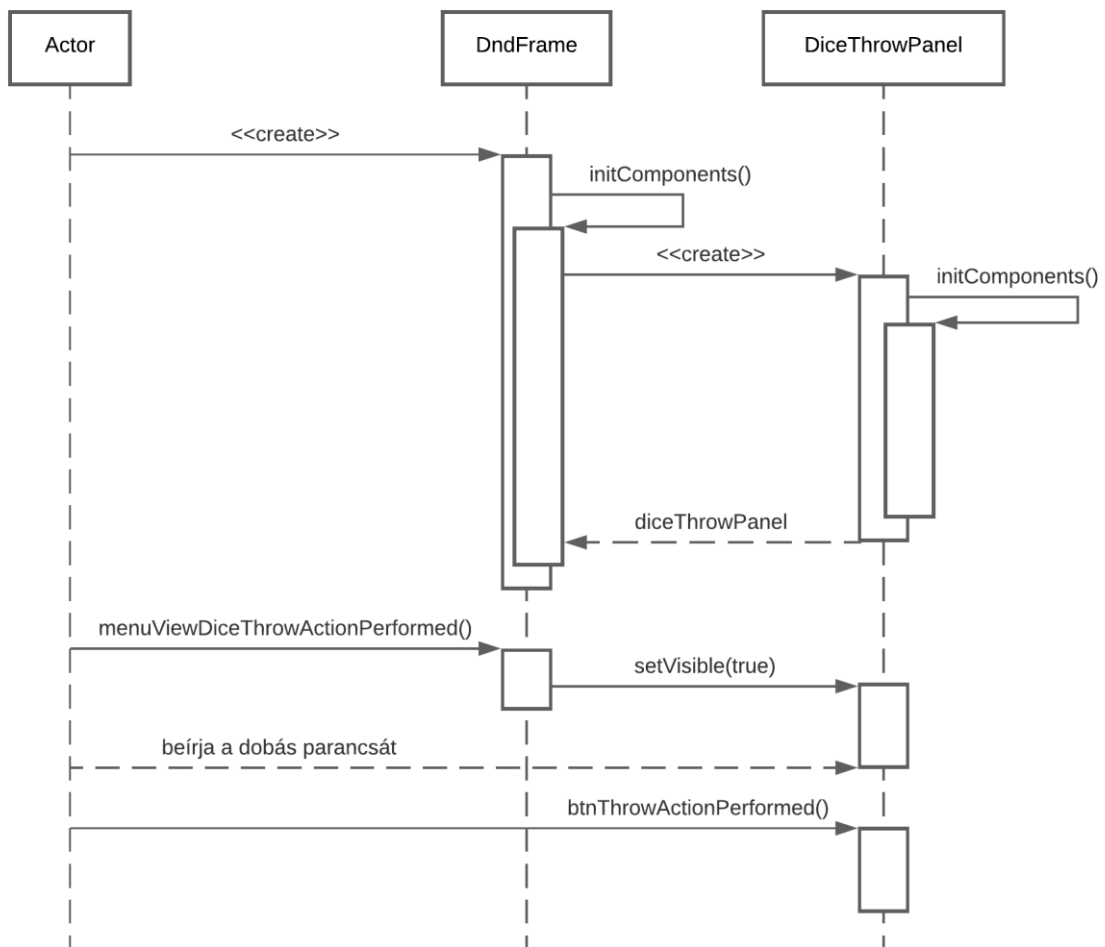 Actor
DndFrame
DiceThrowPanel
<<create>>
initComponents()
<<create>>
initComponents()
diceThrowPanel
menuViewDiceThrowActionPerformed()
setVisible(true)
beírja a dobás parancsát
btnThrowActionPerformed()